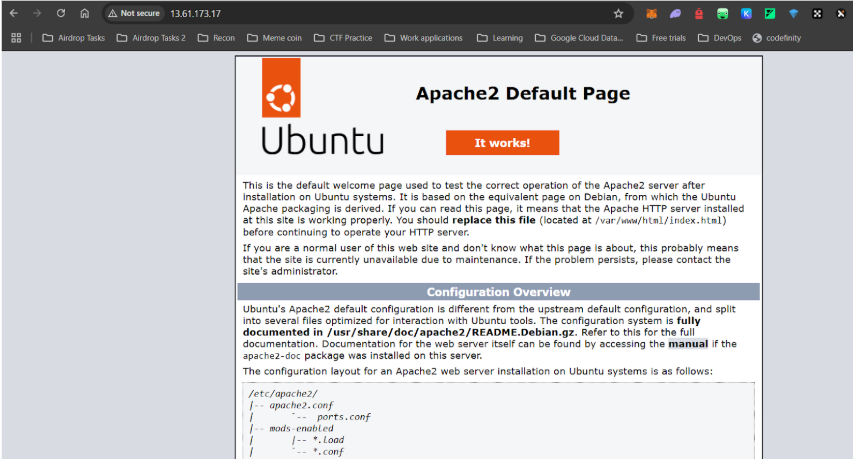 Not secure 13.61.173.17
Airdrop Tasks Airdrop Tasks 2 Recon Meme coin CTF Practice Work applications Learning Google Cloud Data... Free trials DevOps codefinity
Apache2 Default Page
Ubuntu
It works!
This is the default welcome page used to test the correct operation of the Apache2 server after
installation on Ubuntu systems. It is based on the equivalent page on Debian, from which the Ubuntu
Apache packaging is derived. If you can read this page, it means that the Apache HTTP server installed
at this site is working properly. You should replace this file (located at /var/www/html/index.html)
before continuing to operate your HTTP server.
If you are a normal user of this web site and don't know what this page is about, this probably means
that the site is currently unavailable due to maintenance. If the problem persists, please contact the
site's administrator.
Configuration Overview
Ubuntu's Apache2 default configuration is different from the upstream default configuration, and split
into several files optimized for interaction with Ubuntu tools. The configuration system is fully
documented in /usr/share/doc/apache2/README.Debian.gz. Refer to this for the full
documentation. Documentation for the web server itself can be found by accessing the manual if the
apache2-doc package was installed on this server.
The configuration layout for an Apache2 web server installation on Ubuntu systems is as follows:
/etc/apache2/
|-- apache2.conf
|       `--  ports.conf
|-- mods-enabled
|       |-- *.load
|       `-- *.conf